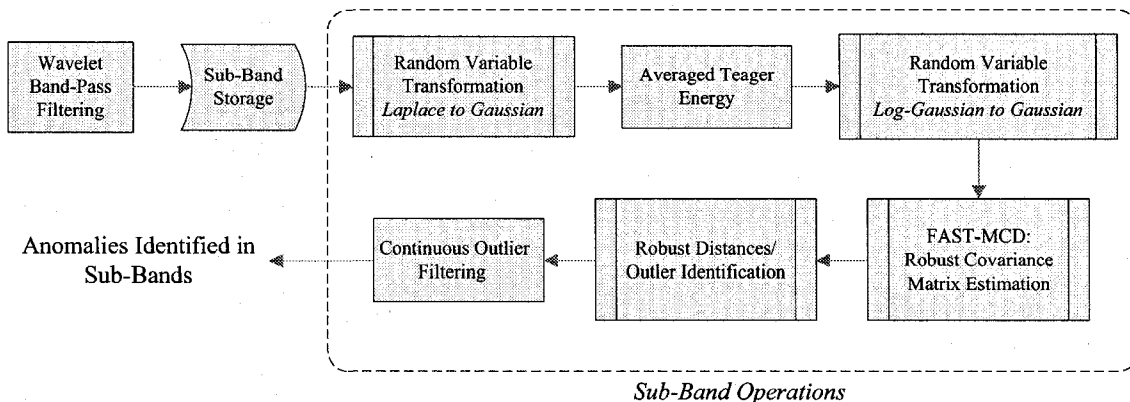 Wavelet
Band-Pass
Filtering
Sub-Band
Storage
Random Variable
Transformation
Laplace to Gaussian
Averaged Teager
Energy
Random Variable
Transformation
Log-Gaussian to Gaussian
FAST-MCD:
Robust Covariance
Matrix Estimation
Robust Distances/
Outler Identification
Continuous Outlier
Filtering
Anomalies Identified in
Sub-Bands
Sub-Band Operations